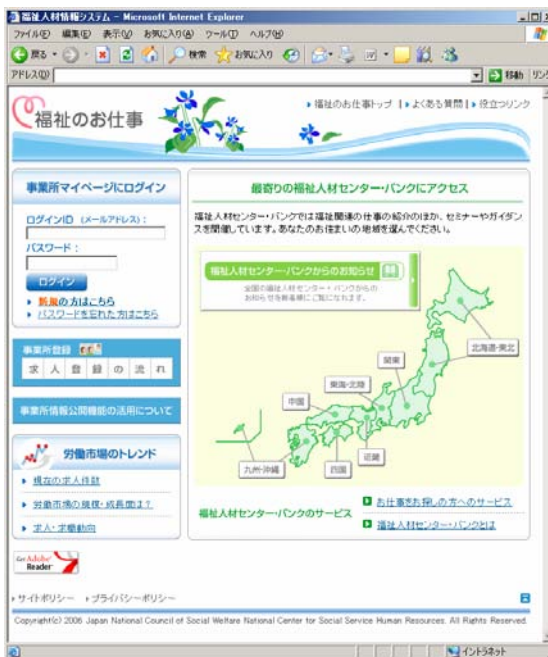 福祉人材情報システム - Microsoft Internet Explorer
ファイル(F) 編集(E) 表示(V) お気に入り(A) ツール(T) ヘルプ(H)
戻る 検索 お気に入り
アドレス(D) 移動 リンク
福祉のお仕事
福祉のお仕事トップ | よくある質問 | 役立つリンク
事業所マイページにログイン
ログインID (メールアドレス):
パスワード:
ログイン
新規の方はこちら
パスワードを忘れた方はこちら
事業所登録
求人登録の流れ
事業所情報公開機能の活用について
労働市場のトレンド
現在の求人件数
労働市場の規模・成長度は?
求人・求職動向
最寄りの福祉人材センター・バンクにアクセス
福祉人材センター・バンクでは福祉関連の仕事の紹介のほか、セミナーやガイダン
スを開催しています。あなたのお住まいの地域を選んでください。
福祉人材センター・バンクからのお知らせ
全国の福祉人材センター・バンクからの
お知らせを新着順にご覧になれます。
北海道・東北
関東
東海・北陸
中国
近畿
九州・沖縄
四国
福祉人材センター・バンクのサービス
お仕事をお探しの方へのサービス
福祉人材センター・バンクとは
Get Adobe Reader
サイトポリシー プライバシーポリシー
Copyright(c) 2006 Japan National Council of Social Welfare National Center for Social Service Human Resources. All Rights Reserved.
イントラネット